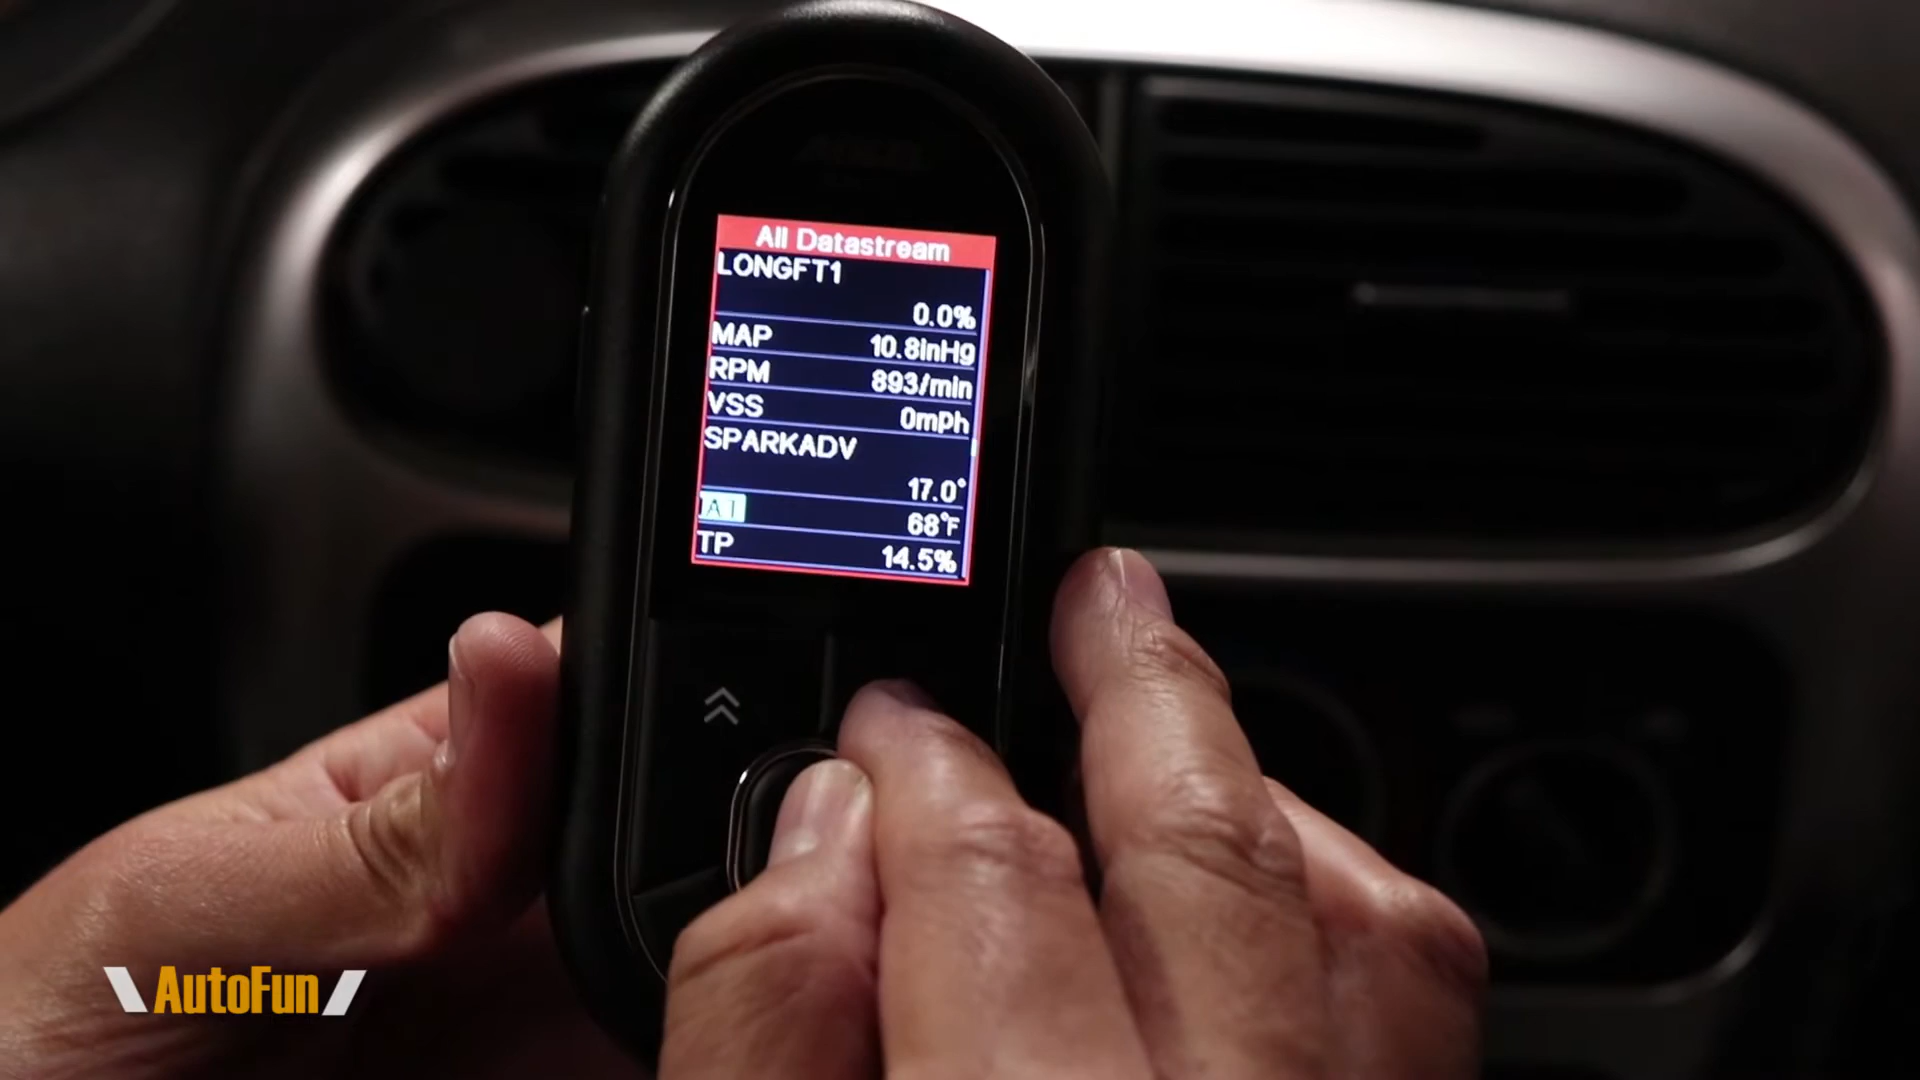 All Datastream
LONGFT1
0.0%
MAP 10.8inHg
RPM 893/min
VSS 0mph
SPARKADV
17.0°
IAT 68°F
TP 14.5%
AutoFun